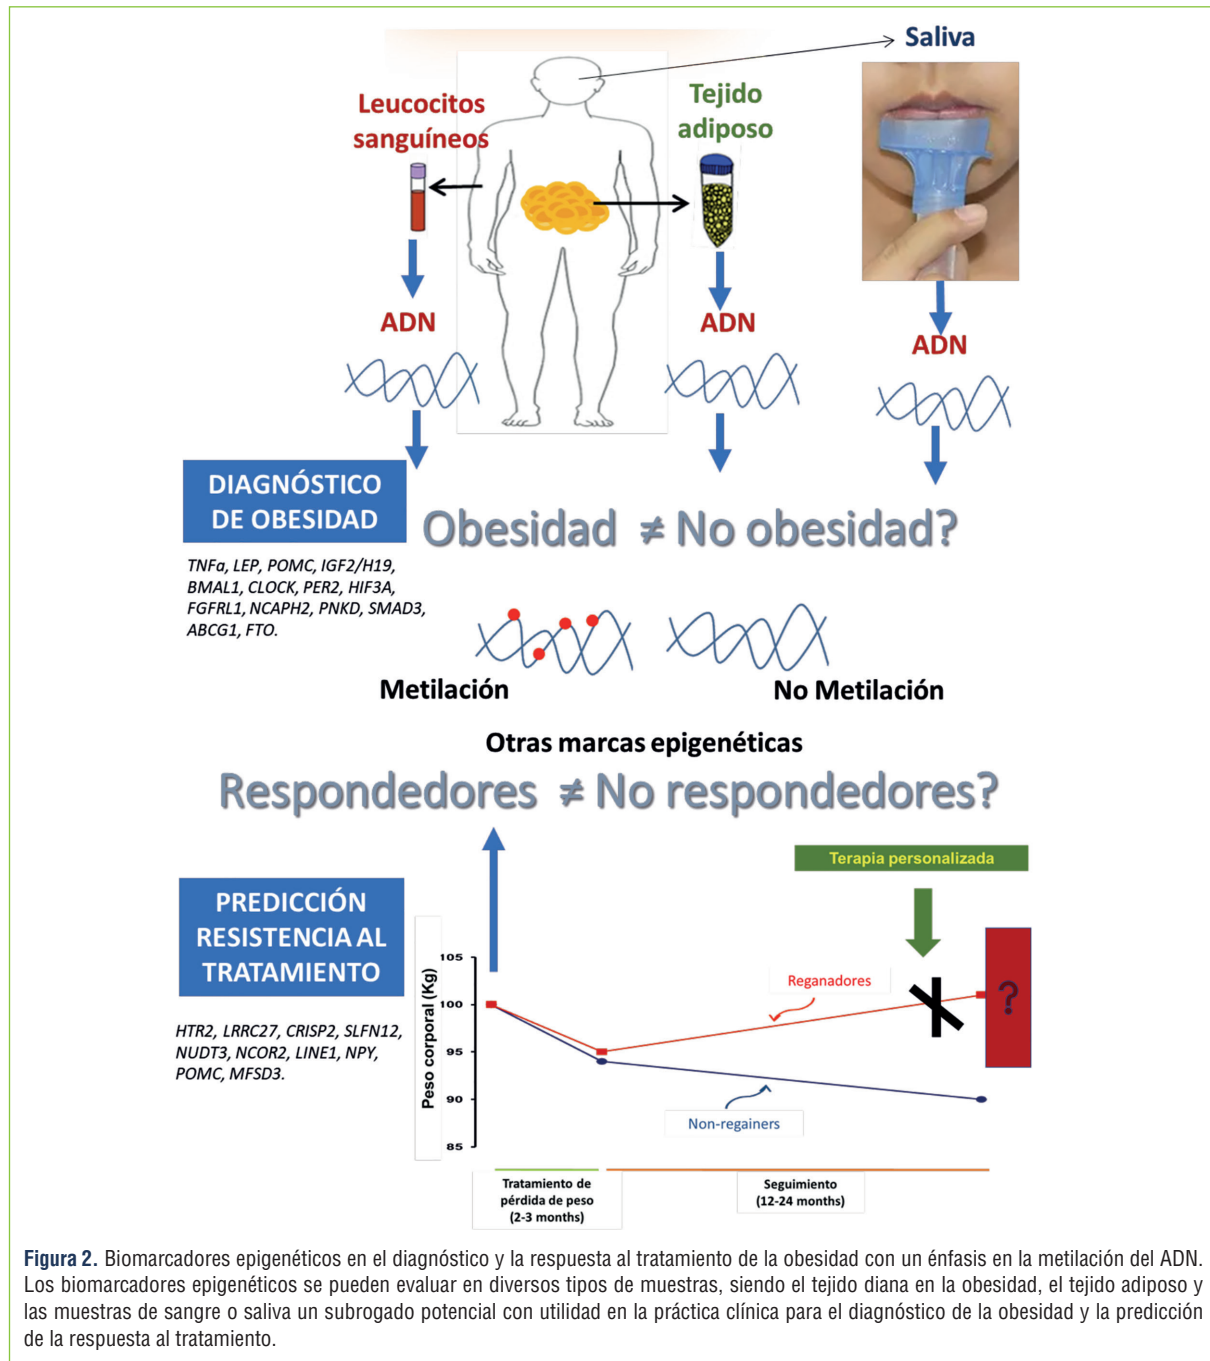 Saliva
Leucocitos
sanguíneos
Tejido
adiposo
ADN
ADN
ADN
DIAGNÓSTICO
DE OBESIDAD
Obesidad ≠ No obesidad?
TNFα, LEP, POMC, IGF2/H19,
BMAL1, CLOCK, PER2, HIF3A,
FGFRL1, NCAPH2, PNKD, SMAD3,
ABCG1, FTO.
Metilación
No Metilación
Otras marcas epigenéticas
Respondedores ≠ No respondedores?
Terapia personalizada
PREDICCIÓN
RESISTENCIA AL
TRATAMIENTO
HTR2, LRRC27, CRISP2, SLFN12,
NUDT3, NCOR2, LINE1, NPY,
POMC, MFSD3.
Peso corporal (Kg)
105
100
95
90
85
Reganadores
?
Non-regainers
Tratamiento de
pérdida de peso
(2-3 months)
Seguimiento
(12-24 months)
Figura 2. Biomarcadores epigenéticos en el diagnóstico y la respuesta al tratamiento de la obesidad con un énfasis en la metilación del ADN.
Los biomarcadores epigenéticos se pueden evaluar en diversos tipos de muestras, siendo el tejido diana en la obesidad, el tejido adiposo y
las muestras de sangre o saliva un subrogado potencial con utilidad en la práctica clínica para el diagnóstico de la obesidad y la predicción
de la respuesta al tratamiento.